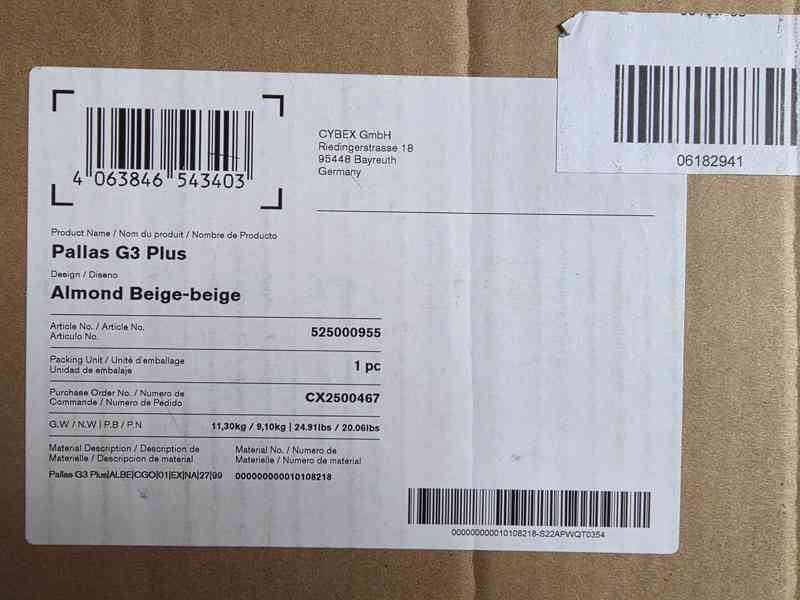 4 063846 543403
CYBEX GmbH
Riedingerstrasse 18
95448 Bayreuth
Germany
06182941
Product Name / Nom du produit / Nombre de Producto
Pallas G3 Plus
Design / Diseno
Almond Beige-beige
Article No. / Article No.
Articulo No.
525000955
Packing Unit / Unité d'emballage
Unidad de embalaje
1 pc
Purchase Order No. / Numero de
Commande / Numero de Pedido
CX2500467
G.W / N.W | P.B / P.N
11,30kg / 9,10kg | 24.91lbs / 20.06lbs
Material Description / Description de
Materielle / Descripcion de material
Pallas G3 Plus|ALBE|CGO|01|EX|NA|27|99
Material No. / Numero de
Materielle / Numero de material
000000000010108218
000000000010108218-S22APWQT0354